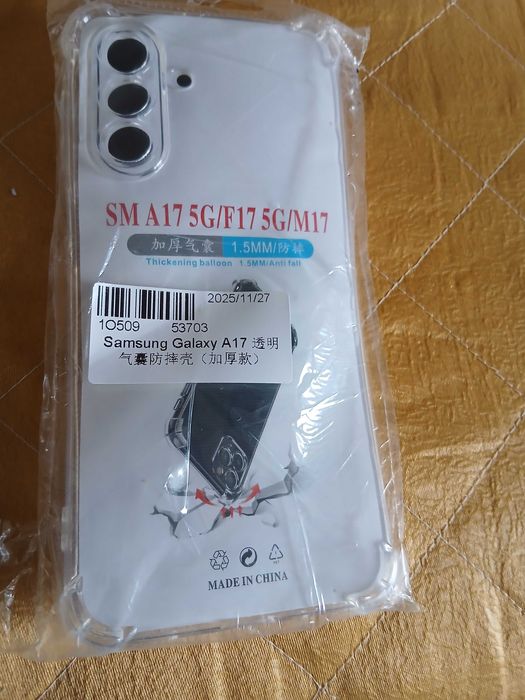 SM A17 5G/F17 5G/M17
加厚气囊 1.5MM/防摔
Thickening balloon 1.5MM/Anti fall
2025/11/27
1O509 53703
Samsung Galaxy A17 透明
气囊防摔壳（加厚款）
MADE IN CHINA